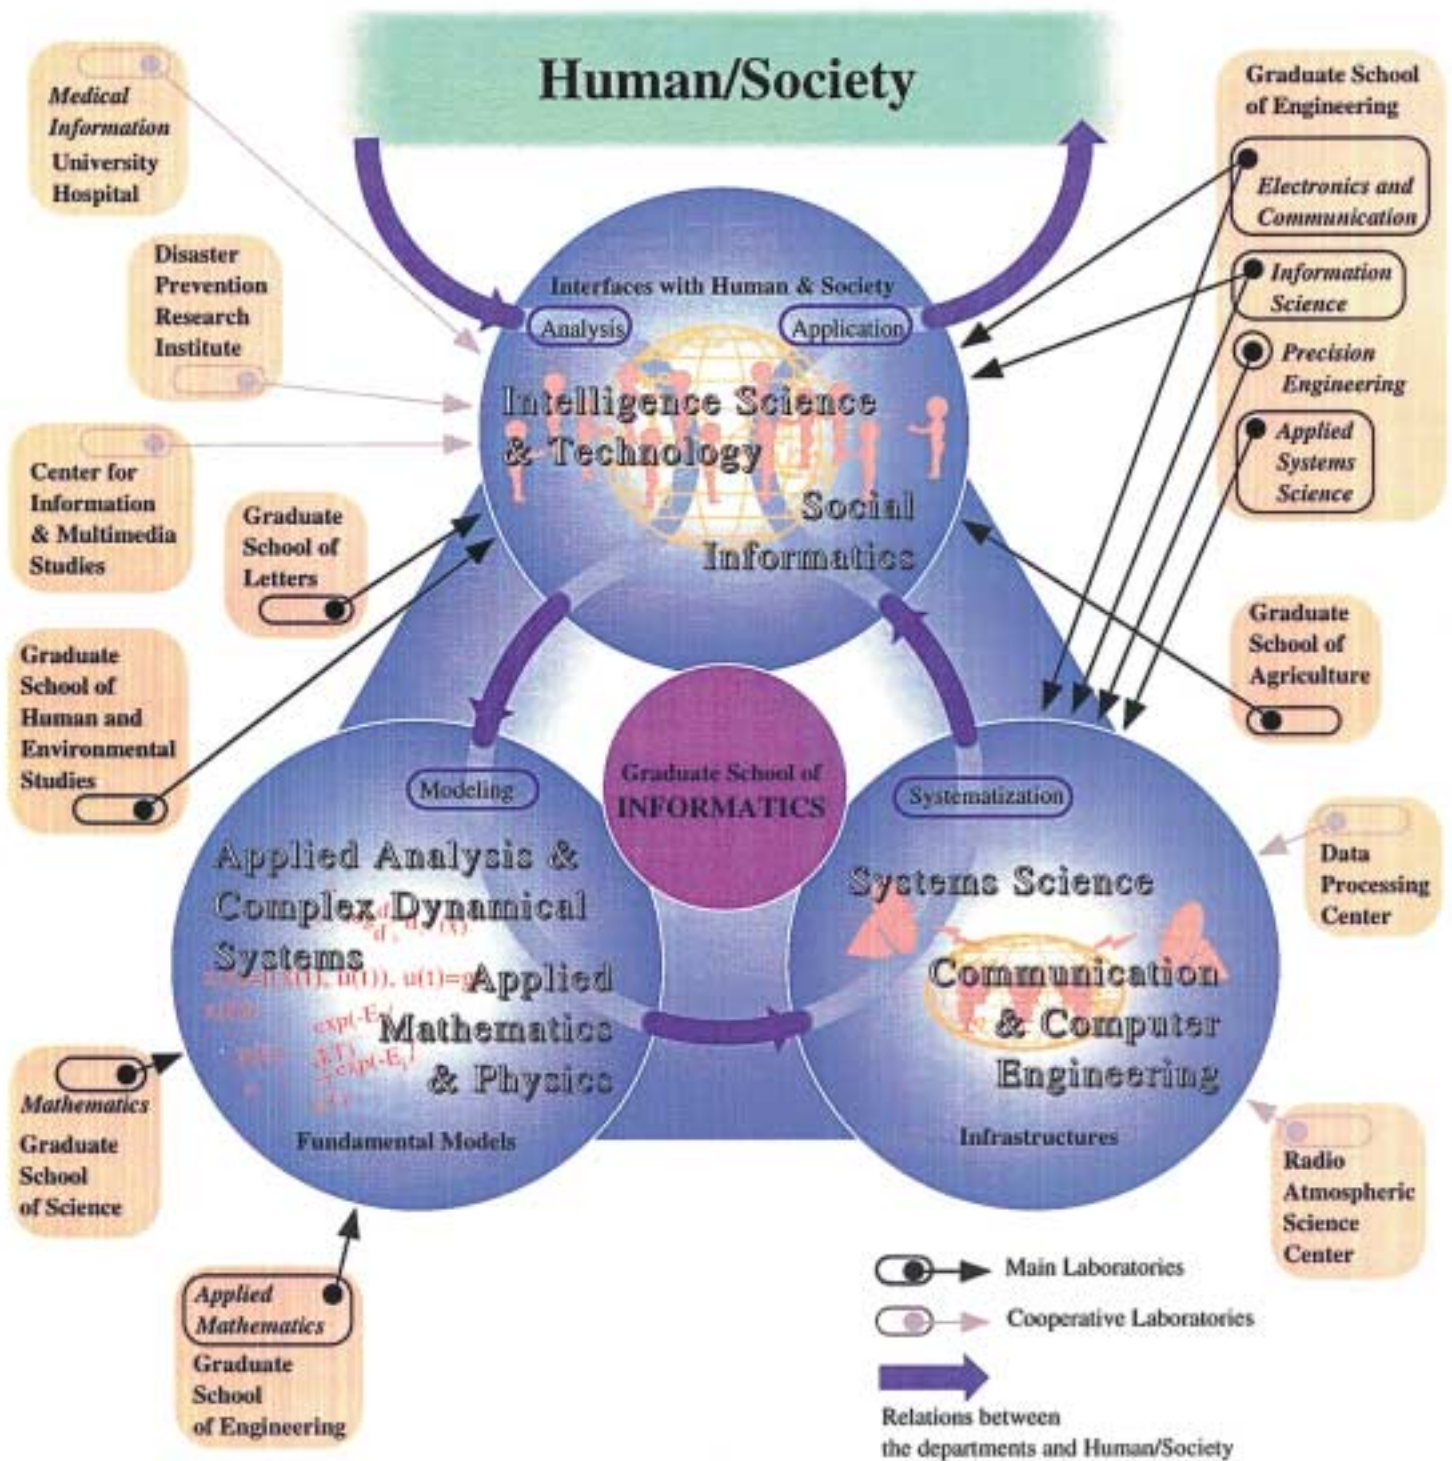 Human/Society
Medical
Information
University
Hospital
Disaster
Prevention
Research
Institute
Center for
Information
& Multimedia
Studies
Graduate
School of
Letters
Graduate
School of
Human and
Environmental
Studies
Graduate School
of Engineering
Electronics and
Communication
Information
Science
Precision
Engineering
Applied
Systems
Science
Graduate
School of
Agriculture
Interfaces with Human & Society
Analysis
Application
Intelligence Science
& Technology
Social
Informatics
Graduate School of
INFORMATICS
Modeling
Applied Analysis &
Complex Dynamical
Systems
Applied
Mathematics
& Physics
Fundamental Models
Systematization
Systems Science
Communication
& Computer
Engineering
Infrastructures
Data
Processing
Center
Radio
Atmospheric
Science
Center
Mathematics
Graduate
School
of Science
Applied
Mathematics
Graduate
School
of Engineering
Main Laboratories
Cooperative Laboratories
Relations between
the departments and Human/Society